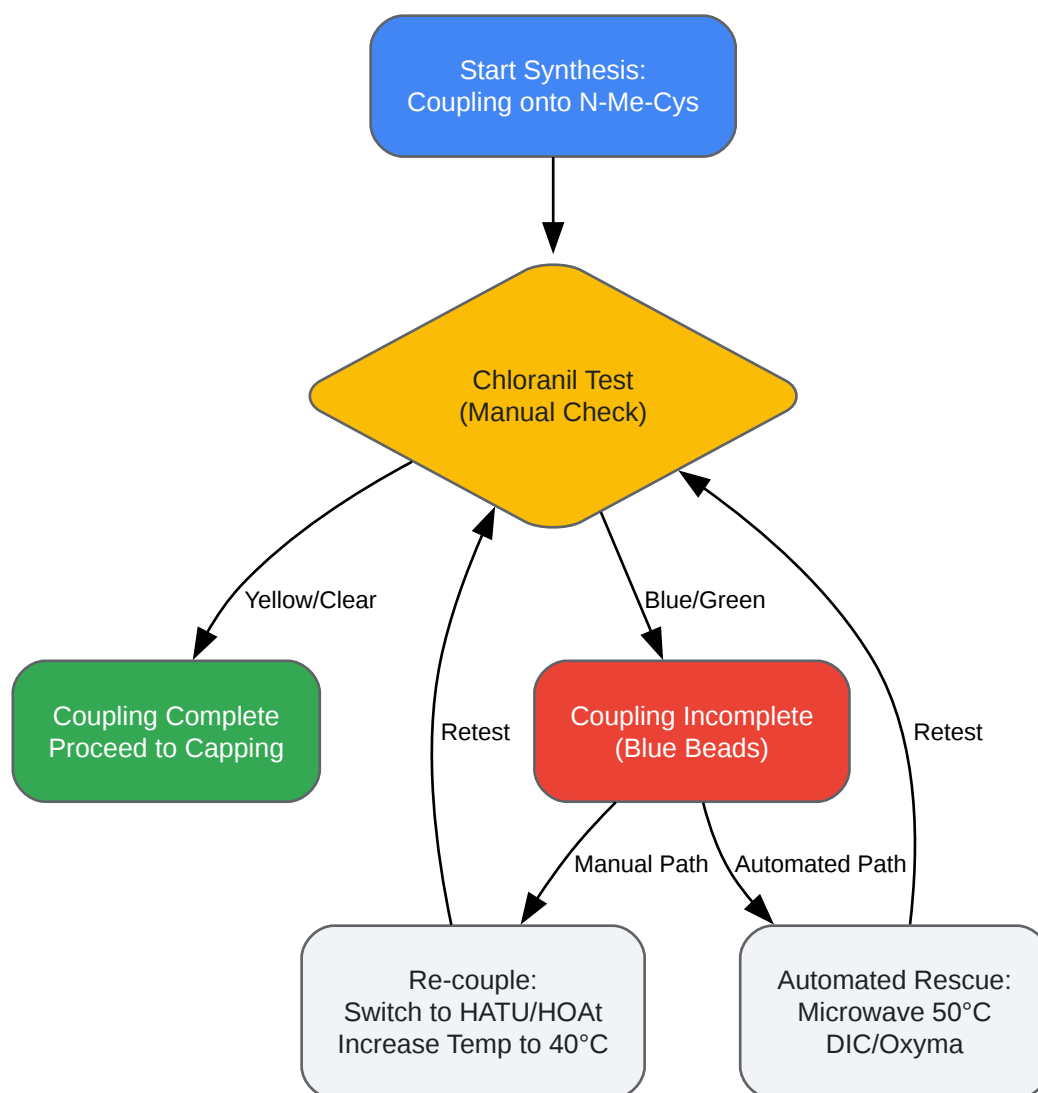 Start Synthesis:
Coupling onto N-Me-Cys
Chloranil Test
(Manual Check)
Yellow/Clear
Blue/Green
Coupling Complete
Proceed to Capping
Retest
Coupling Incomplete
(Blue Beads)
Retest
Manual Path
Automated Path
Re-couple:
Switch to HATU/HOAt
Increase Temp to 40°C
Automated Rescue:
Microwave 50°C
DIC/Oxyma